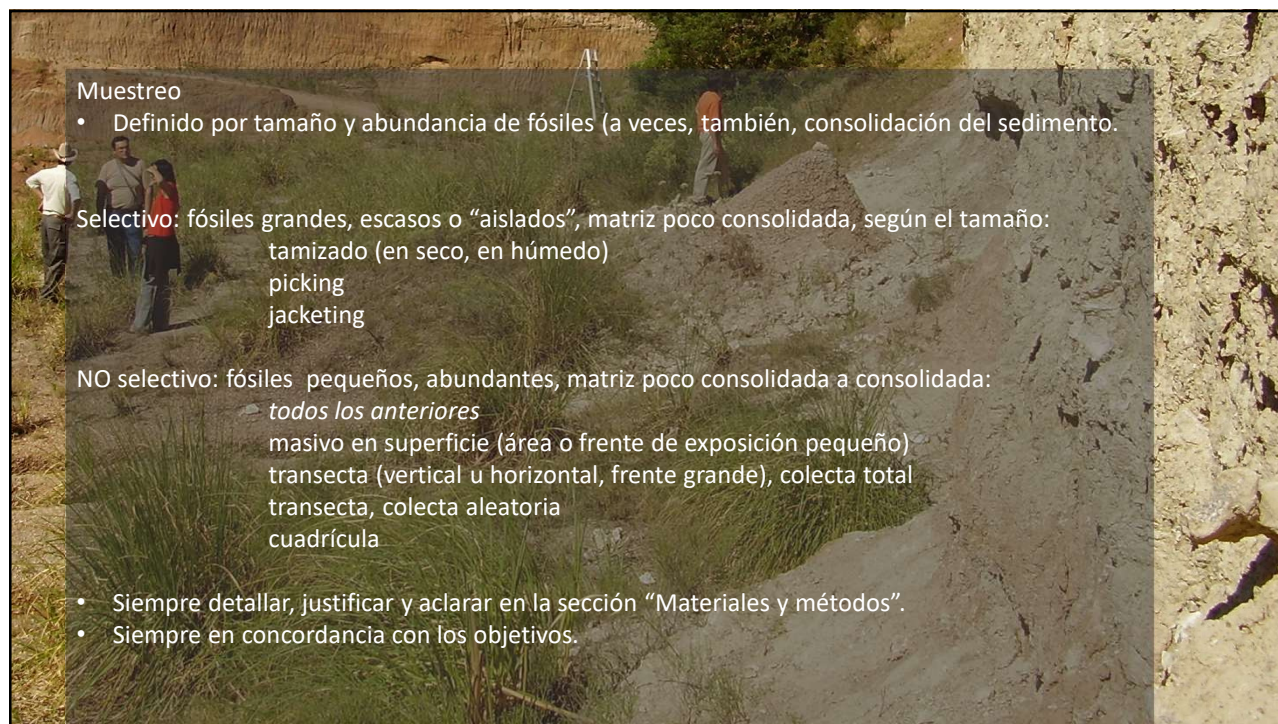 Muestreo
• Definido por tamaño y abundancia de fósiles (a veces, también, consolidación del sedimento.
Selectivo: fósiles grandes, escasos o “aislados”, matriz poco consolidada, según el tamaño:
tamizado (en seco, en húmedo)
picking
jacketing
NO selectivo: fósiles  pequeños, abundantes, matriz poco consolidada a consolidada:
todos los anteriores
masivo en superficie (área o frente de exposición pequeño)
transecta (vertical u horizontal, frente grande), colecta total
transecta, colecta aleatoria
cuadrícula
• Siempre detallar, justificar y aclarar en la sección “Materiales y métodos”.
• Siempre en concordancia con los objetivos.